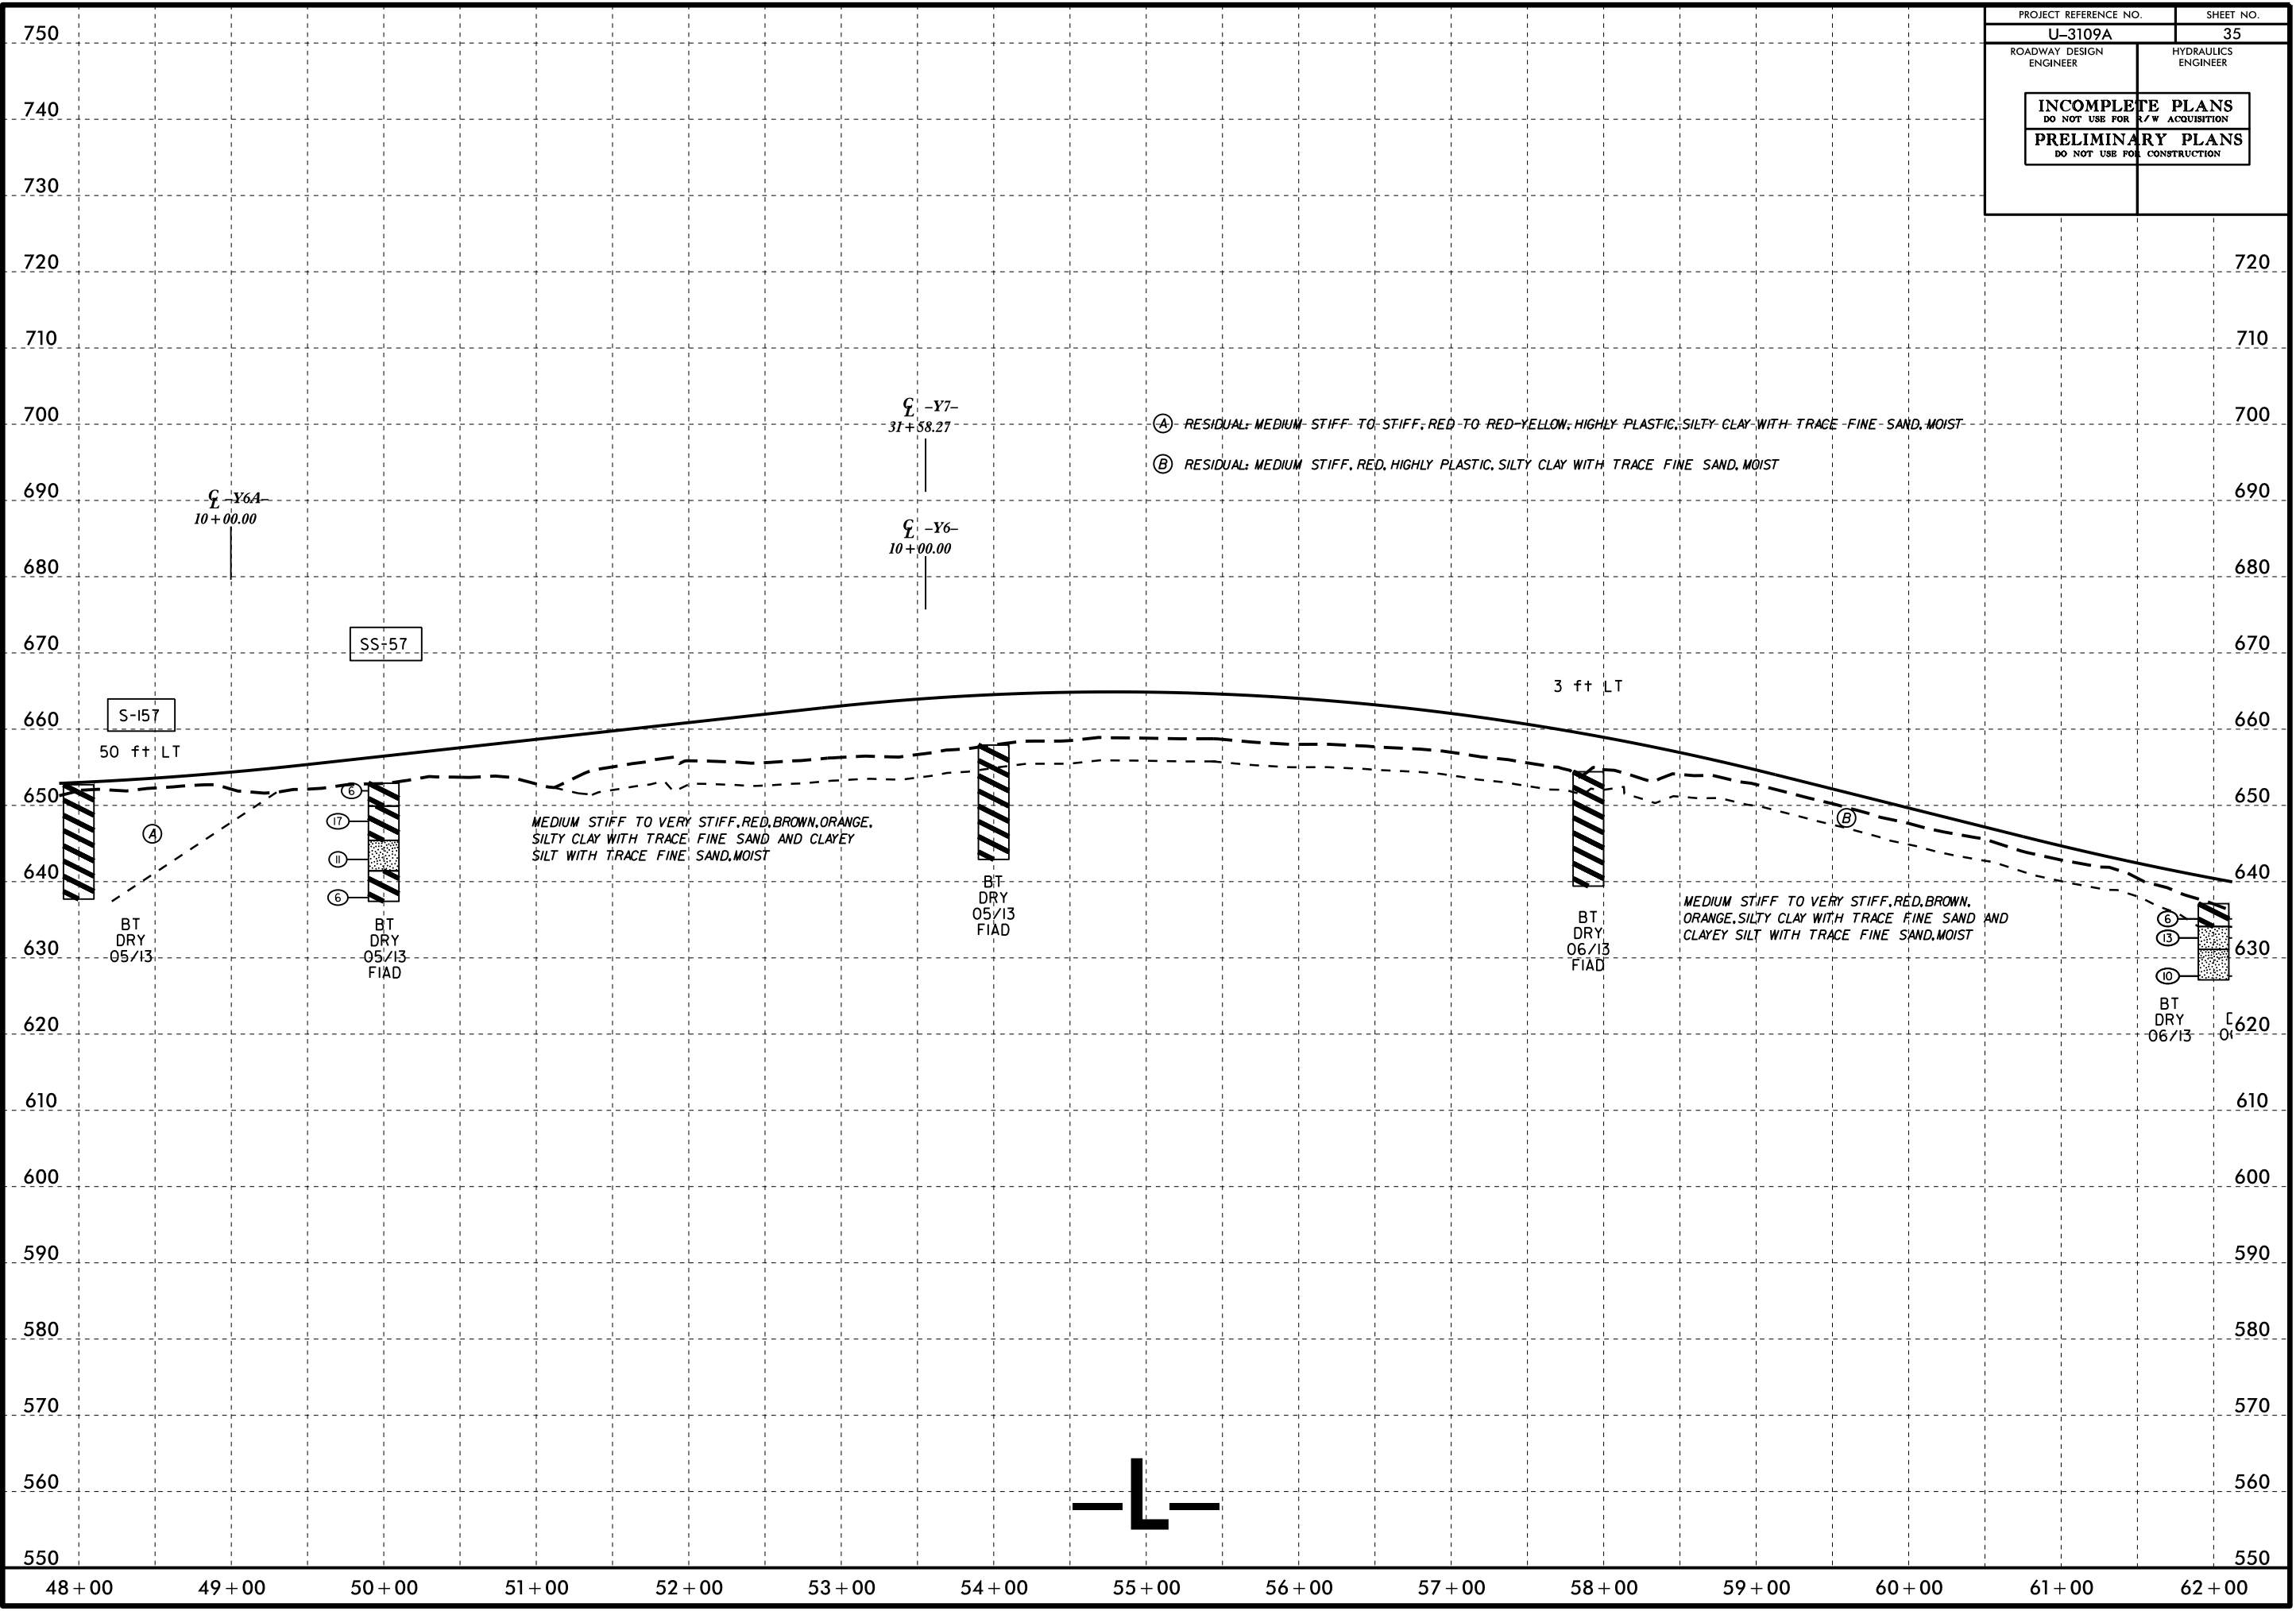 PROJECT REFERENCE NO.
SHEET NO.
U-3109A
35
ROADWAY DESIGN
ENGINEER
HYDRAULICS
ENGINEER
INCOMPLETE PLANS
DO NOT USE FOR R/W ACQUISITION
PRELIMINARY PLANS
DO NOT USE FOR CONSTRUCTION
750
740
730
720 720
710 710
700 700
690 690
680 680
670 670
660 660
650 650
640 640
630 630
620 620
610 610
600 600
590 590
580 580
570 570
560 560
550 550
CL -Y7-
31+58.27
A RESIDUAL: MEDIUM STIFF TO STIFF, RED TO RED-YELLOW, HIGHLY PLASTIC, SILTY CLAY WITH TRACE FINE SAND, MOIST
B RESIDUAL: MEDIUM STIFF, RED, HIGHLY PLASTIC, SILTY CLAY WITH TRACE FINE SAND, MOIST
CL -Y6A-
10+00.00
CL -Y6-
10+00.00
SS-57
S-157
50 ft LT
3 ft LT
A
B
6
17
11
6
MEDIUM STIFF TO VERY STIFF, RED, BROWN, ORANGE,
SILTY CLAY WITH TRACE FINE SAND AND CLAYEY
SILT WITH TRACE FINE SAND, MOIST
BT
DRY
05/13
BT
DRY
05/13
FIAD
BT
DRY
05/13
FIAD
BT
DRY
06/13
FIAD
MEDIUM STIFF TO VERY STIFF, RED, BROWN,
ORANGE, SILTY CLAY WITH TRACE FINE SAND AND
CLAYEY SILT WITH TRACE FINE SAND, MOIST
6
13
10
BT
DRY
06/13
-L-
48+00 49+00 50+00 51+00 52+00 53+00 54+00 55+00 56+00 57+00 58+00 59+00 60+00 61+00 62+00